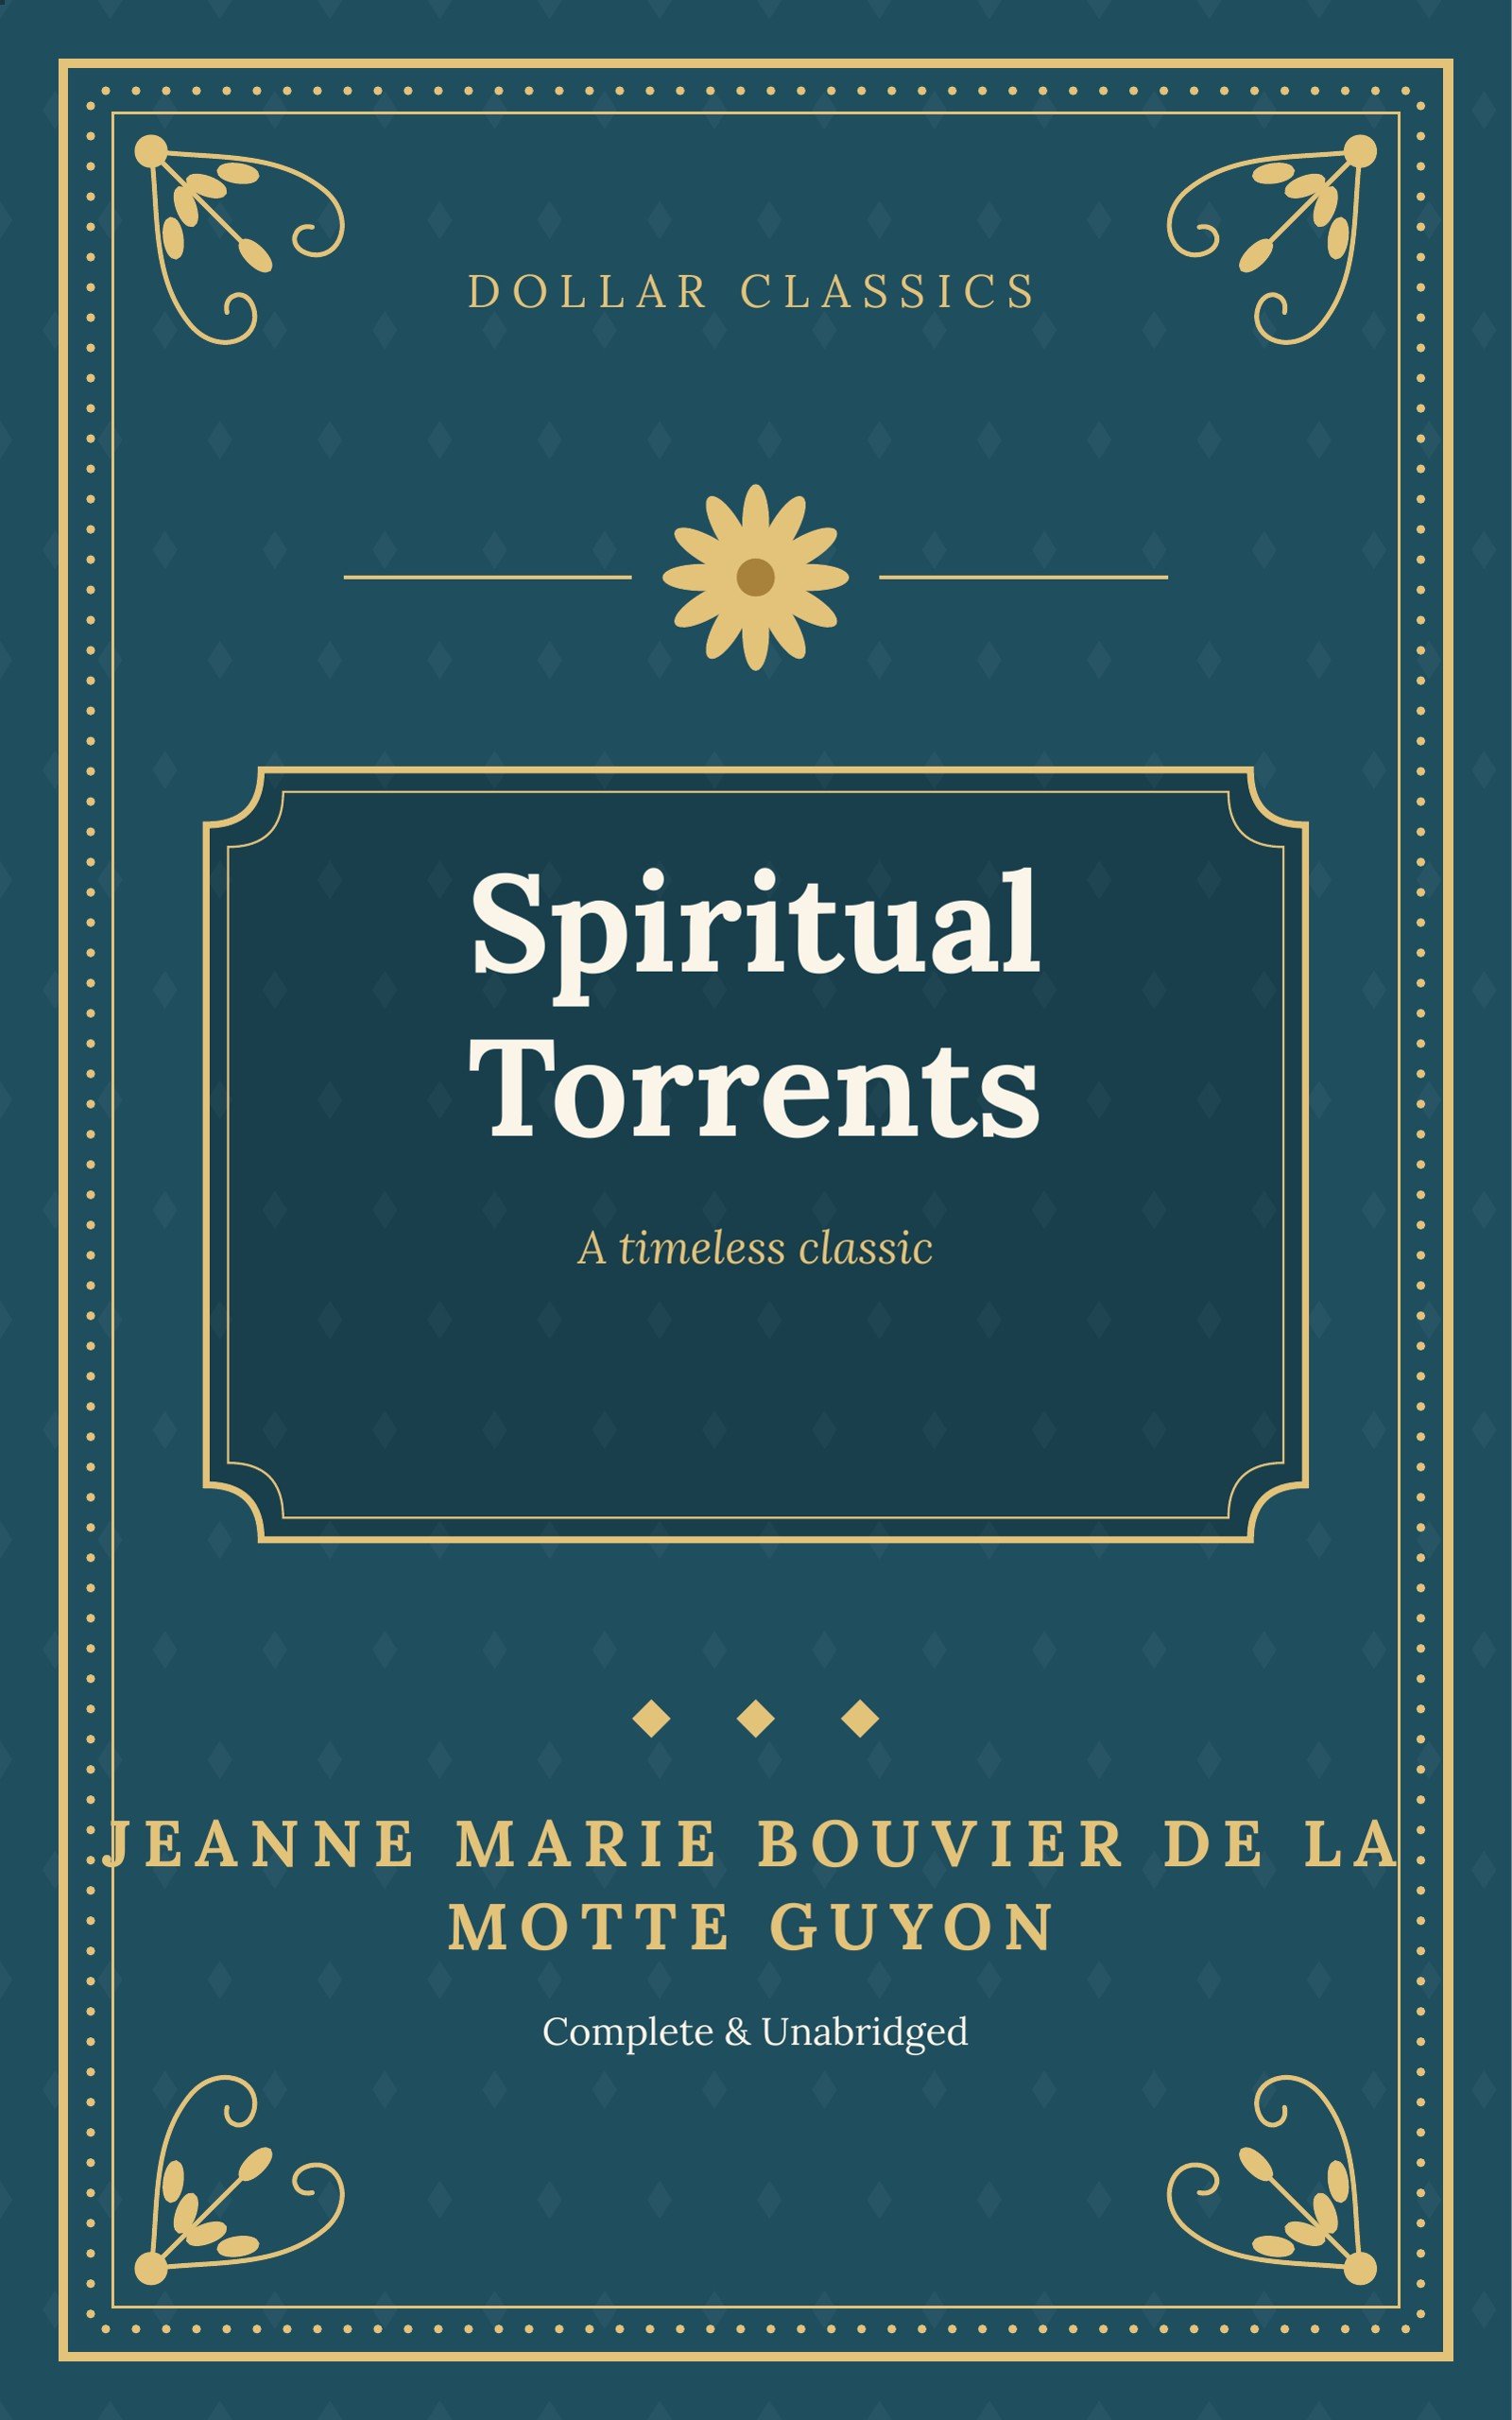 DOLLAR CLASSICS
Spiritual
Torrents
A timeless classic
JEANNE MARIE BOUVIER DE LA
MOTTE GUYON
Complete & Unabridged